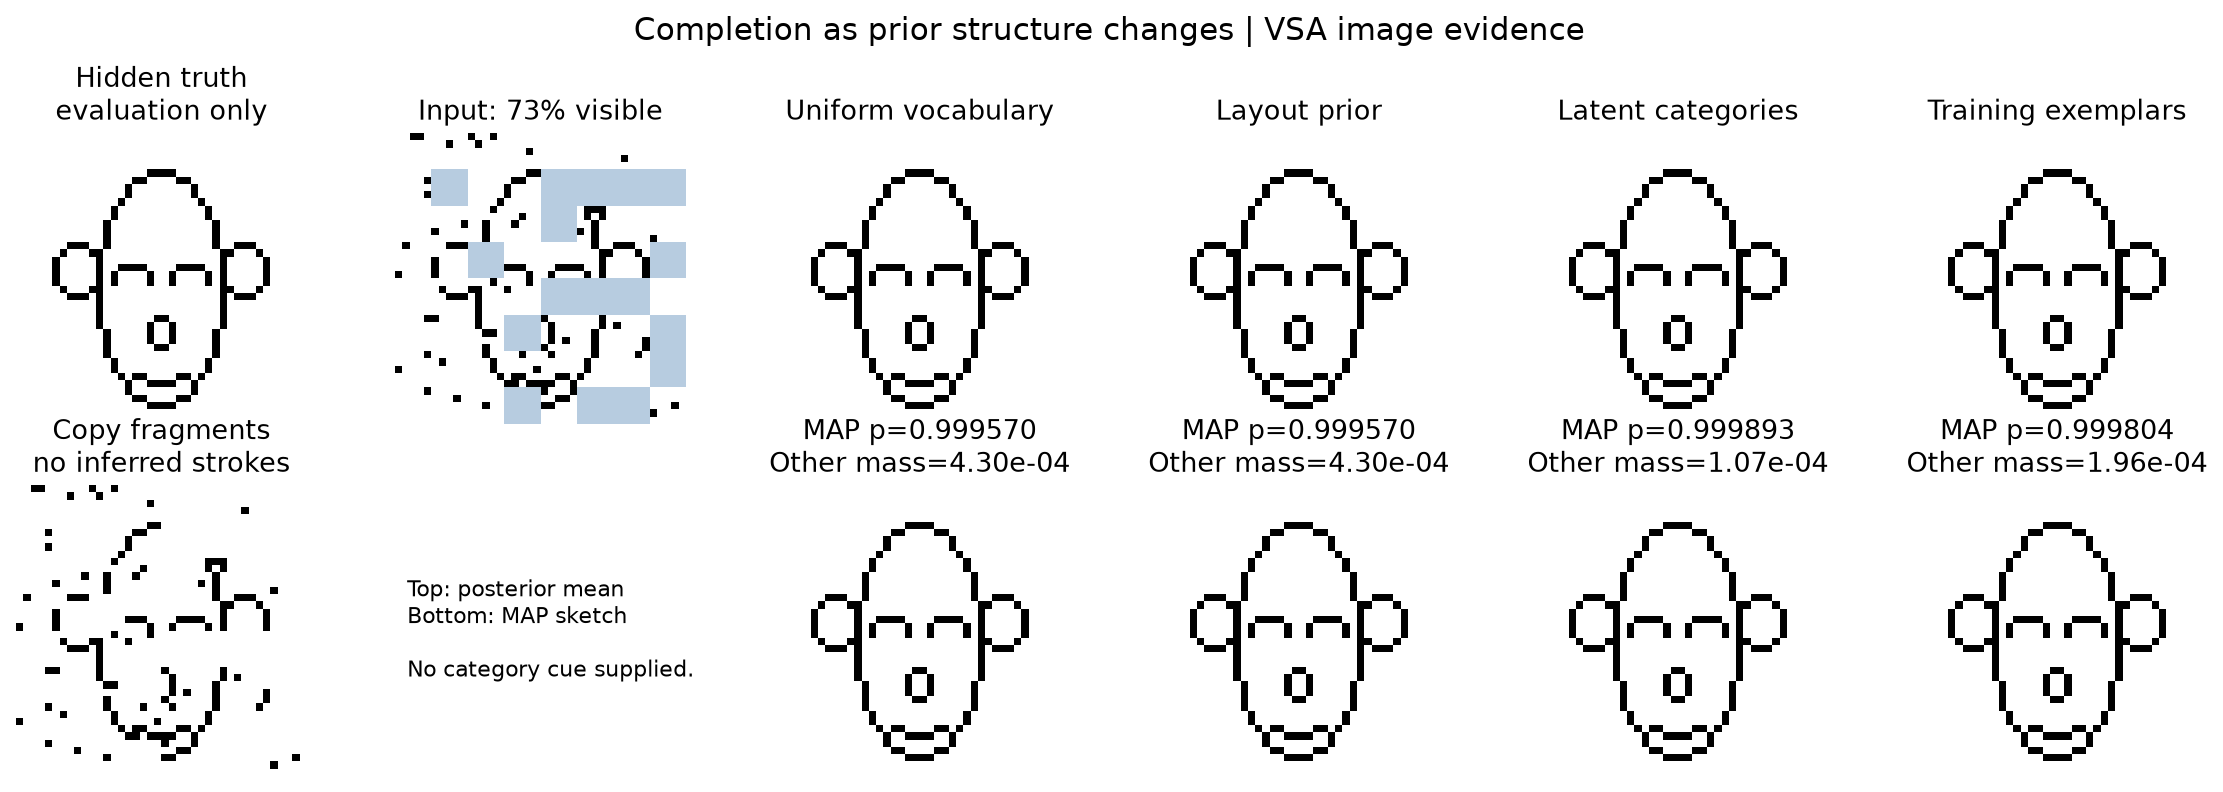 Completion as prior structure changes | VSA image evidence
Hidden truth
evaluation only
Input: 73% visible
Uniform vocabulary
Layout prior
Latent categories
Training exemplars
Copy fragments
no inferred strokes
MAP p=0.999570
Other mass=4.30e-04
MAP p=0.999570
Other mass=4.30e-04
MAP p=0.999893
Other mass=1.07e-04
MAP p=0.999804
Other mass=1.96e-04
Top: posterior mean
Bottom: MAP sketch
No category cue supplied.